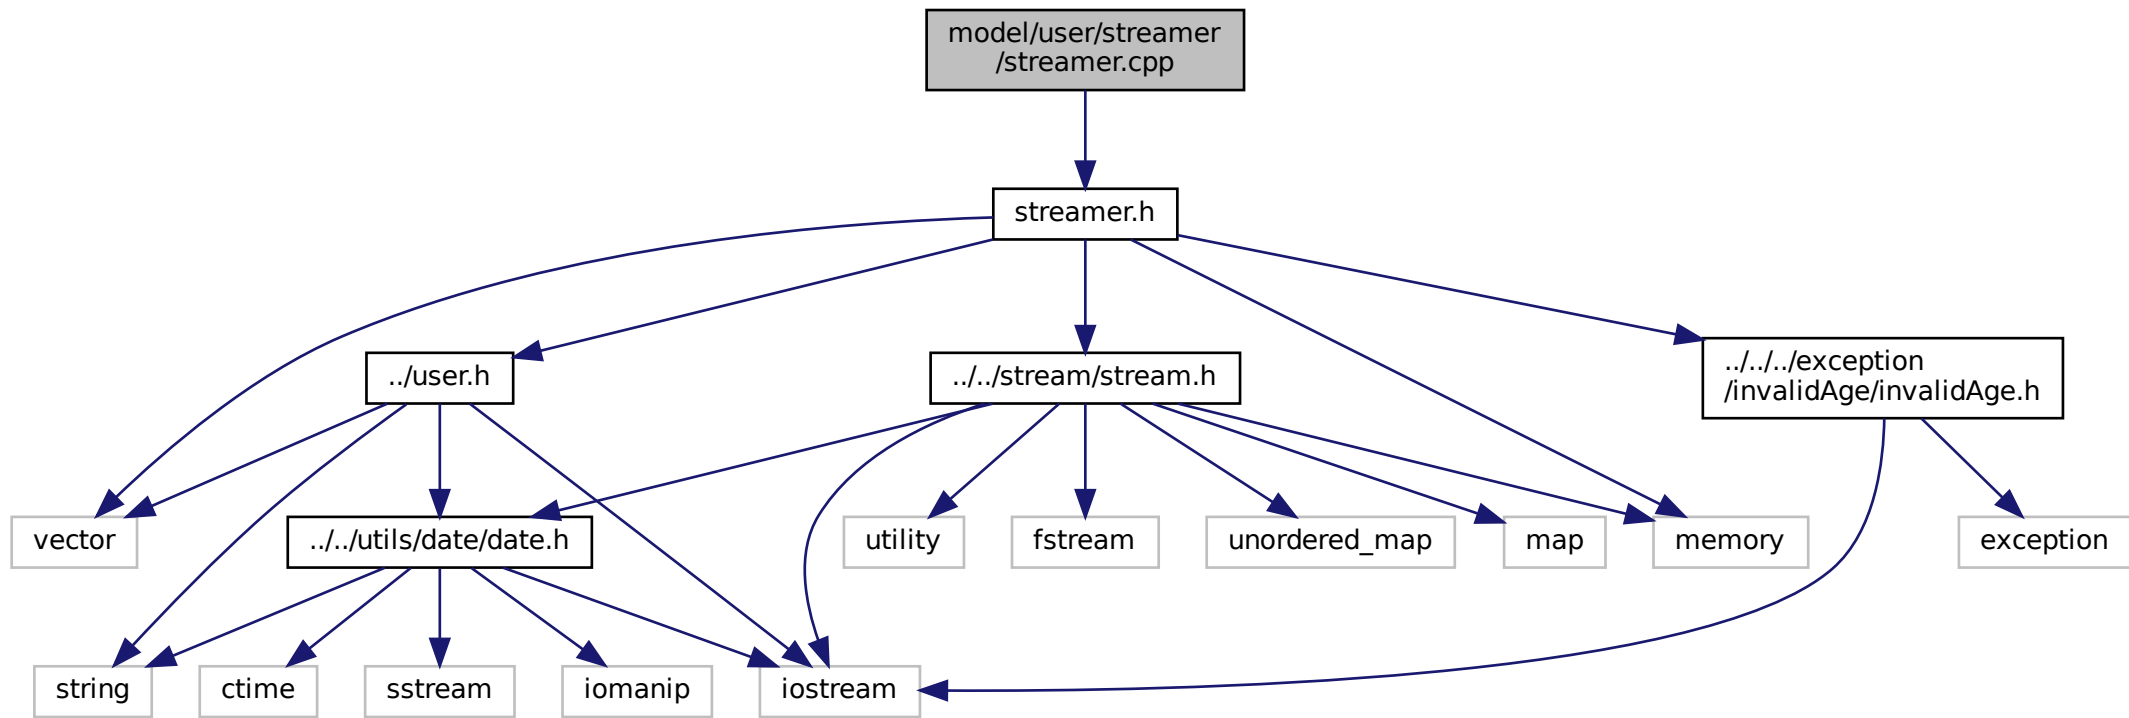 model/user/streamer
/streamer.cpp
streamer.h
../user.h
../../stream/stream.h
../../../exception
/invalidAge/invalidAge.h
vector
../../utils/date/date.h
utility
fstream
unordered_map
map
memory
exception
string
ctime
sstream
iomanip
iostream